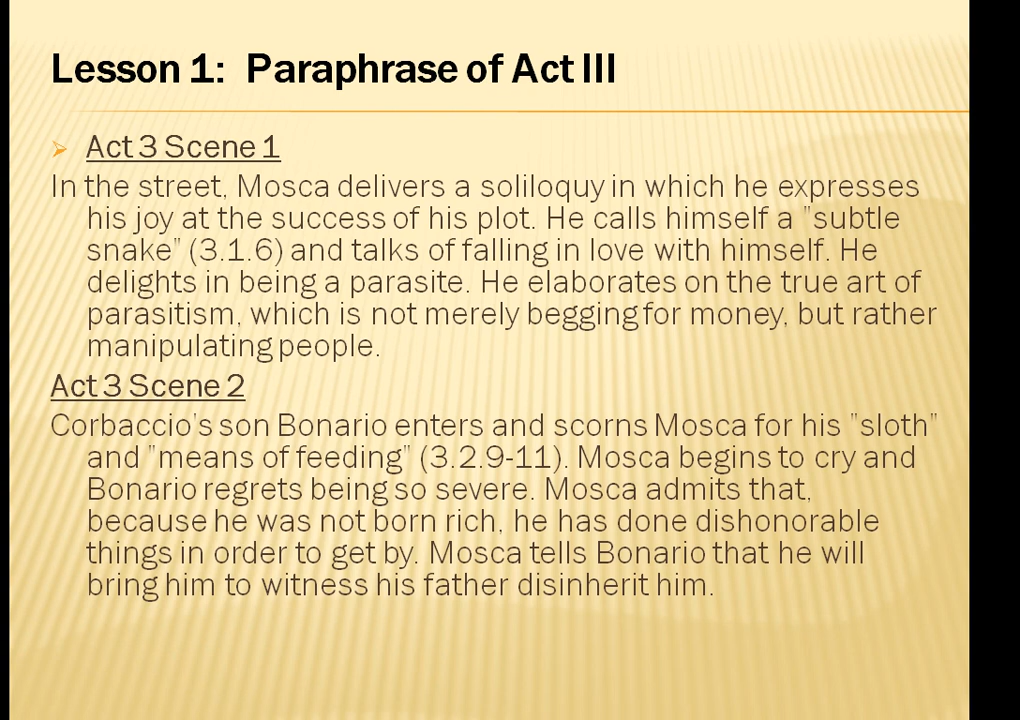 Lesson 1: Paraphrase of Act III
Act 3 Scene 1
In the street, Mosca delivers a soliloquy in which he expresses
his joy at the success of his plot. He calls himself a "subtle
snake" (3.1.6) and talks of falling in love with himself. He
delights in being a parasite. He elaborates on the true art of
parasitism, which is not merely begging for money, but rather
manipulating people.
Act 3 Scene 2
Corbaccio's son Bonario enters and scorns Mosca for his "sloth"
and "means of feeding" (3.2.9-11). Mosca begins to cry and
Bonario regrets being so severe. Mosca admits that,
because he was not born rich, he has done dishonorable
things in order to get by. Mosca tells Bonario that he will
bring him to witness his father disinherit him.